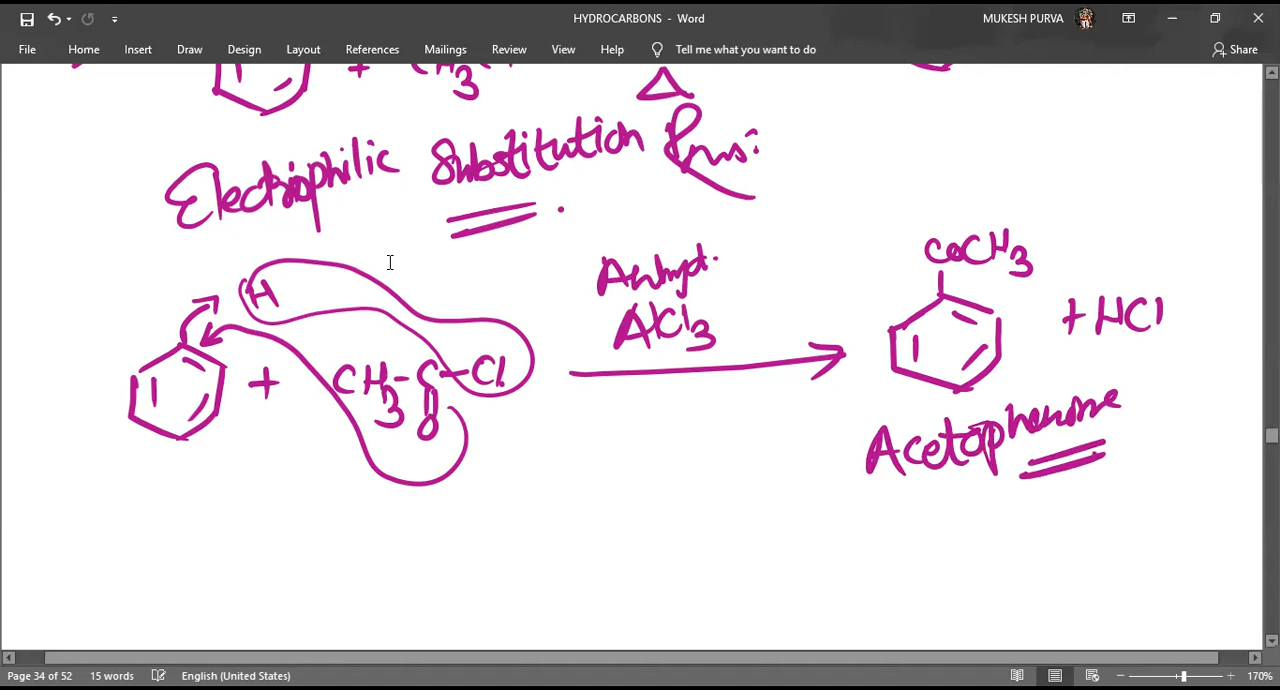 HYDROCARBONS - Word
MUKESH PURVA
File Home Insert Draw Design Layout References Mailings Review View Help Tell me what you want to do Share
+ CH3
Δ
Electrophilic Substitution Rxns:
H
CH3-C-Cl
O
+
Anhyd.
AlCl3
COCH3
+ HCl
Acetophenone
Page 34 of 52 15 words English (United States) 170%